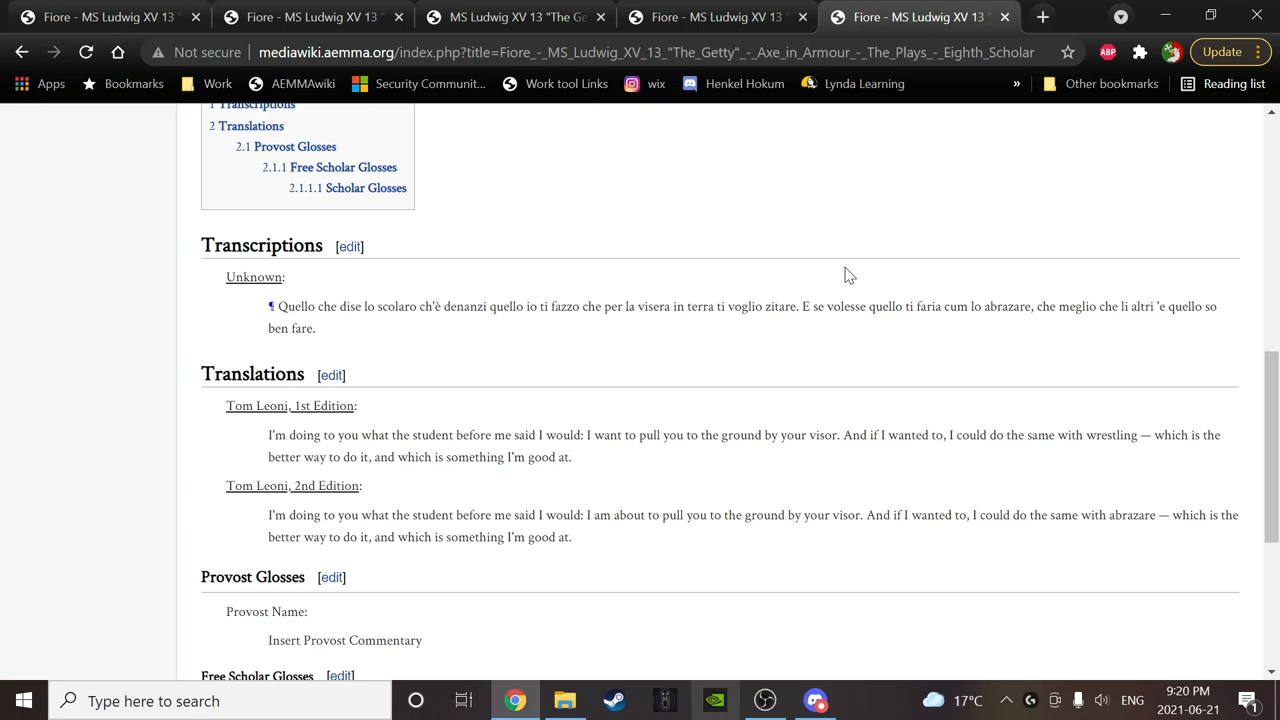 Fiore - MS Ludwig XV 13 "
Fiore - MS Ludwig XV 13 "
MS Ludwig XV 13 "The Ge
Fiore - MS Ludwig XV 13 "
Fiore - MS Ludwig XV 13 "
Not secure mediawiki.aemma.org/index.php?title=Fiore_-_MS_Ludwig_XV_13_"The_Getty"_-_Axe_in_Armour_-_The_Plays_-_Eighth_Scholar ABP Update
Apps Bookmarks Work AEMMAwiki Security Communit... Work tool Links wix Henkel Hokum Lynda Learning » Other bookmarks Reading list
1 Transcriptions
2 Translations
2.1 Provost Glosses
2.1.1 Free Scholar Glosses
2.1.1.1 Scholar Glosses
Transcriptions [edit]
Unknown:
¶ Quello che dise lo scolaro ch'è denanzi quello io ti fazzo che per la visera in terra ti voglio zitare. E se volesse quello ti faria cum lo abrazare, che meglio che li altri 'e quello so
ben fare.
Translations [edit]
Tom Leoni, 1st Edition:
I'm doing to you what the student before me said I would: I want to pull you to the ground by your visor. And if I wanted to, I could do the same with wrestling — which is the
better way to do it, and which is something I'm good at.
Tom Leoni, 2nd Edition:
I'm doing to you what the student before me said I would: I am about to pull you to the ground by your visor. And if I wanted to, I could do the same with abrazare — which is the
better way to do it, and which is something I'm good at.
Provost Glosses [edit]
Provost Name:
Insert Provost Commentary
Free Scholar Glosses [edit]
Type here to search
17°C
ENG
9:20 PM
2021-06-21
1